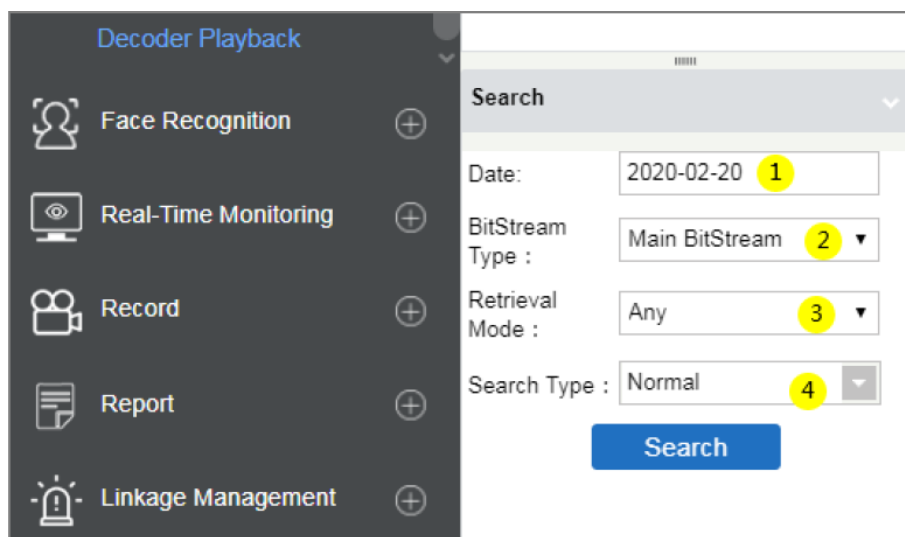 Decoder Playback
Face Recognition
Real-Time Monitoring
Record
Report
Linkage Management
Search
Date:
2020-02-20
1
BitStream
Type :
Main BitStream
2
Retrieval
Mode :
Any
3
Search Type :
Normal
4
Search